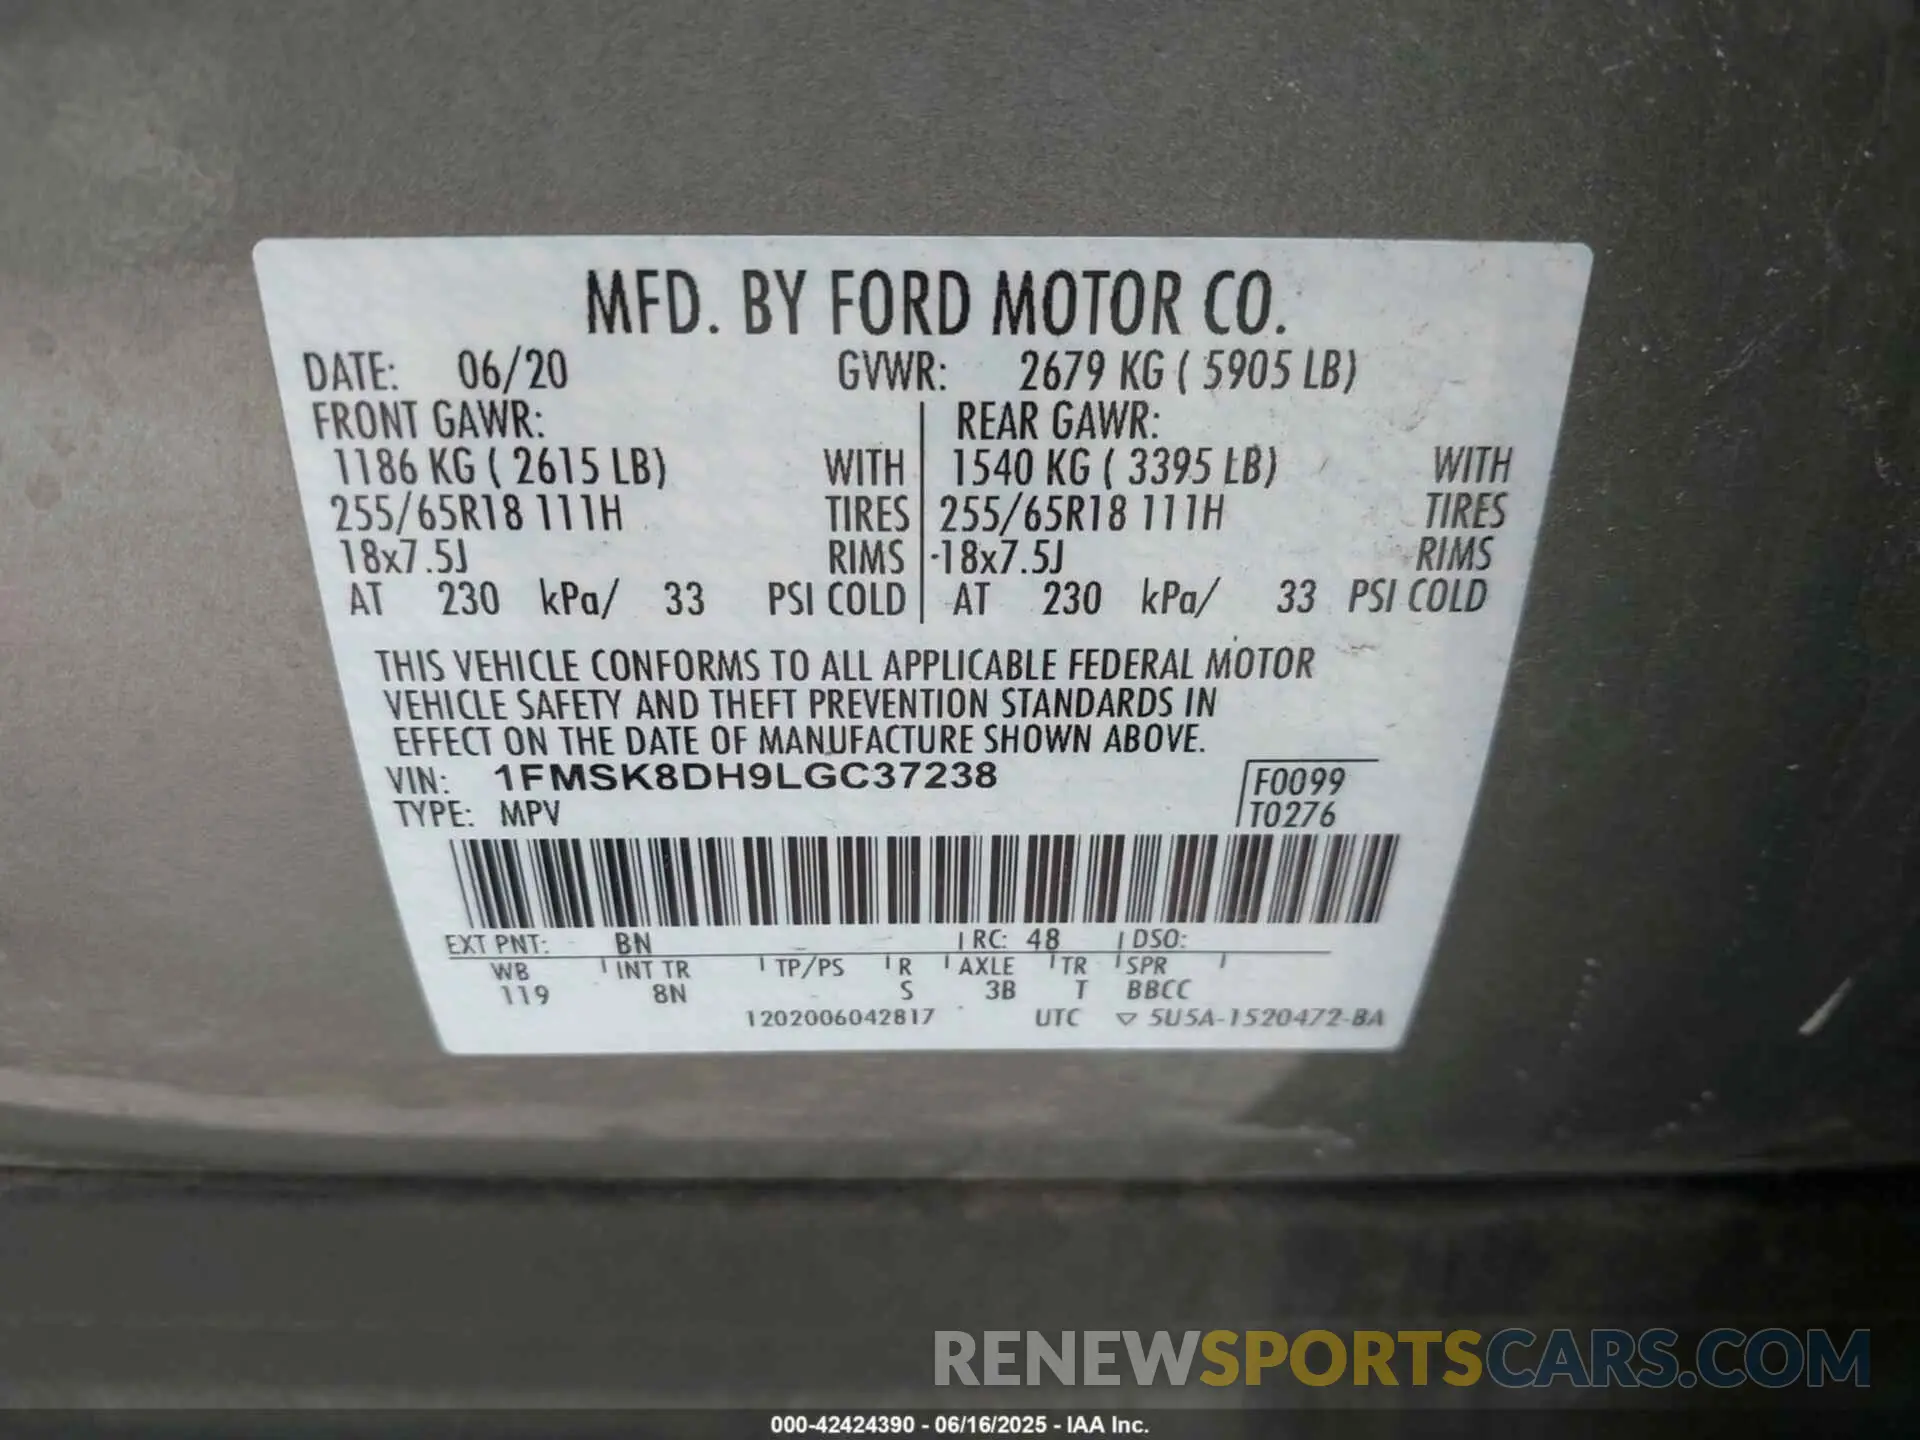 MFD. BY FORD MOTOR CO.
DATE: 06/20 GVWR: 2679 KG ( 5905 LB)
FRONT GAWR: REAR GAWR:
1186 KG ( 2615 LB) WITH 1540 KG ( 3395 LB) WITH
255/65R18 111H TIRES 255/65R18 111H TIRES
18x7.5J RIMS 18x7.5J RIMS
AT 230 kPa/ 33 PSI COLD AT 230 kPa/ 33 PSI COLD
THIS VEHICLE CONFORMS TO ALL APPLICABLE FEDERAL MOTOR
VEHICLE SAFETY AND THEFT PREVENTION STANDARDS IN
EFFECT ON THE DATE OF MANUFACTURE SHOWN ABOVE.
VIN: 1FMSK8DH9LGC37238 F0099
TYPE: MPV T0276
EXT PNT: BN RC: 48 DSO:
WB INT TR TP/PS R AXLE TR SPR
119 8N S 3B T BBCC
1202006042817 UTC ▽ 5U5A-1520472-BA
RENEWSPORTSCARS.COM
000-42424390 - 06/16/2025 - IAA Inc.